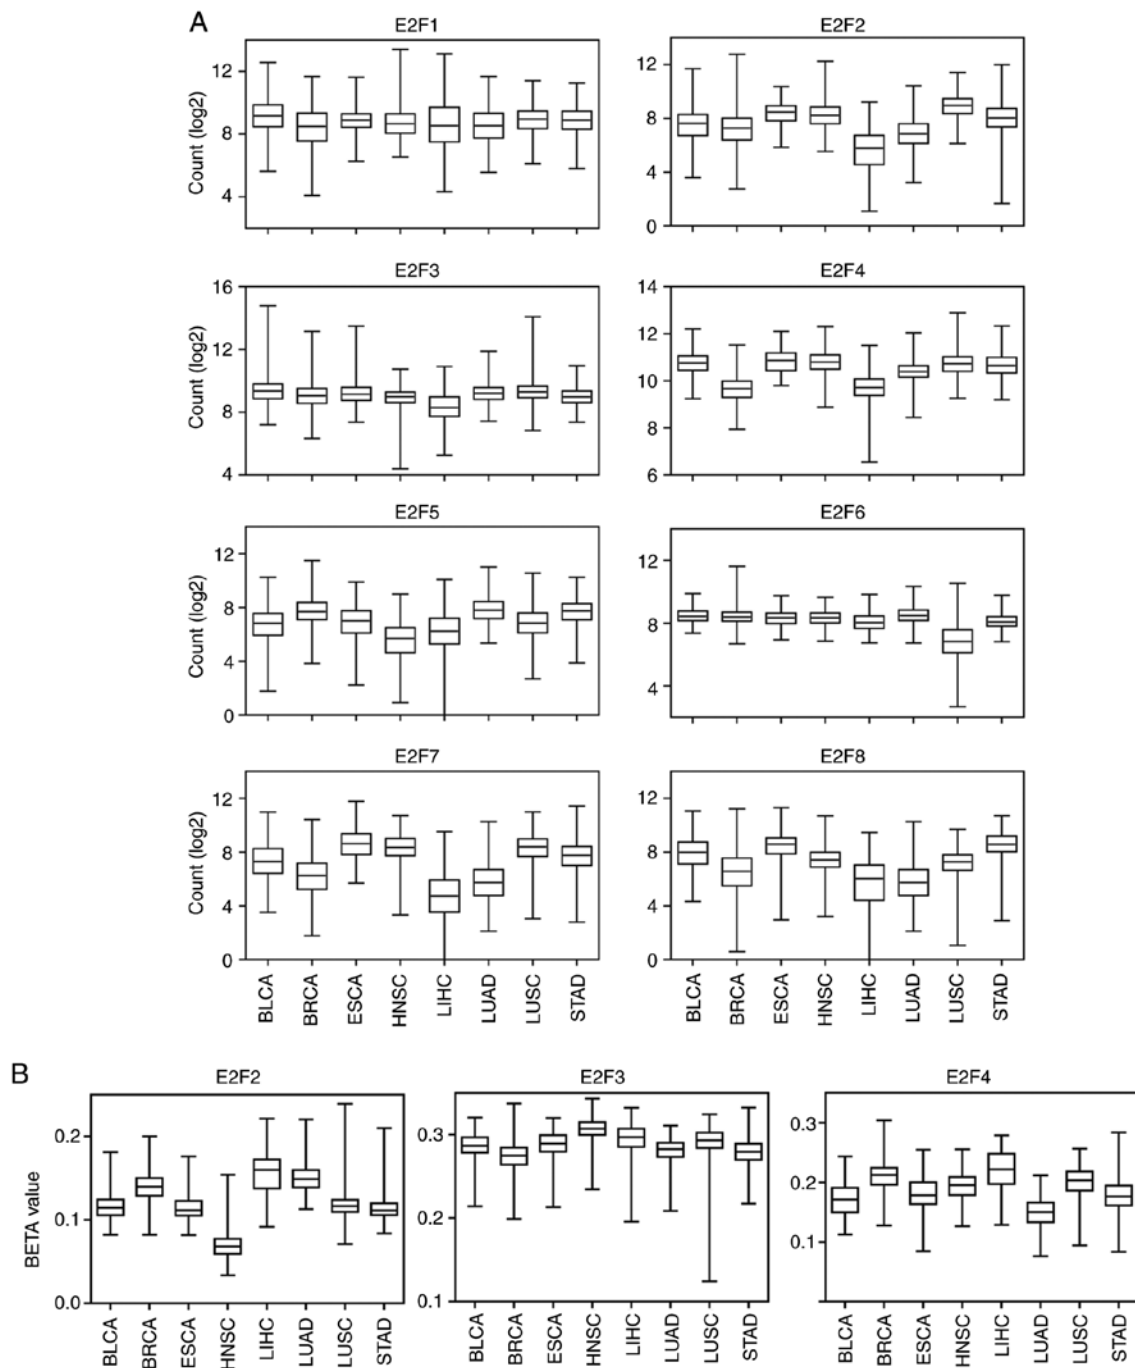 A
E2F1
E2F2
Count (log2)
12
8
4
12
8
4
0
E2F3
E2F4
Count (log2)
16
12
8
4
14
12
10
8
6
E2F5
E2F6
Count (log2)
12
8
4
0
12
8
4
E2F7
E2F8
Count (log2)
12
8
4
0
12
8
4
0
BLCA BRCA ESCA HNSC LIHC LUAD LUSC STAD
BLCA BRCA ESCA HNSC LIHC LUAD LUSC STAD
B
E2F2
E2F3
E2F4
BETA value
0.2
0.1
0.0
0.3
0.2
0.1
0.3
0.2
0.1
BLCA BRCA ESCA HNSC LIHC LUAD LUSC STAD
BLCA BRCA ESCA HNSC LIHC LUAD LUSC STAD
BLCA BRCA ESCA HNSC LIHC LUAD LUSC STAD